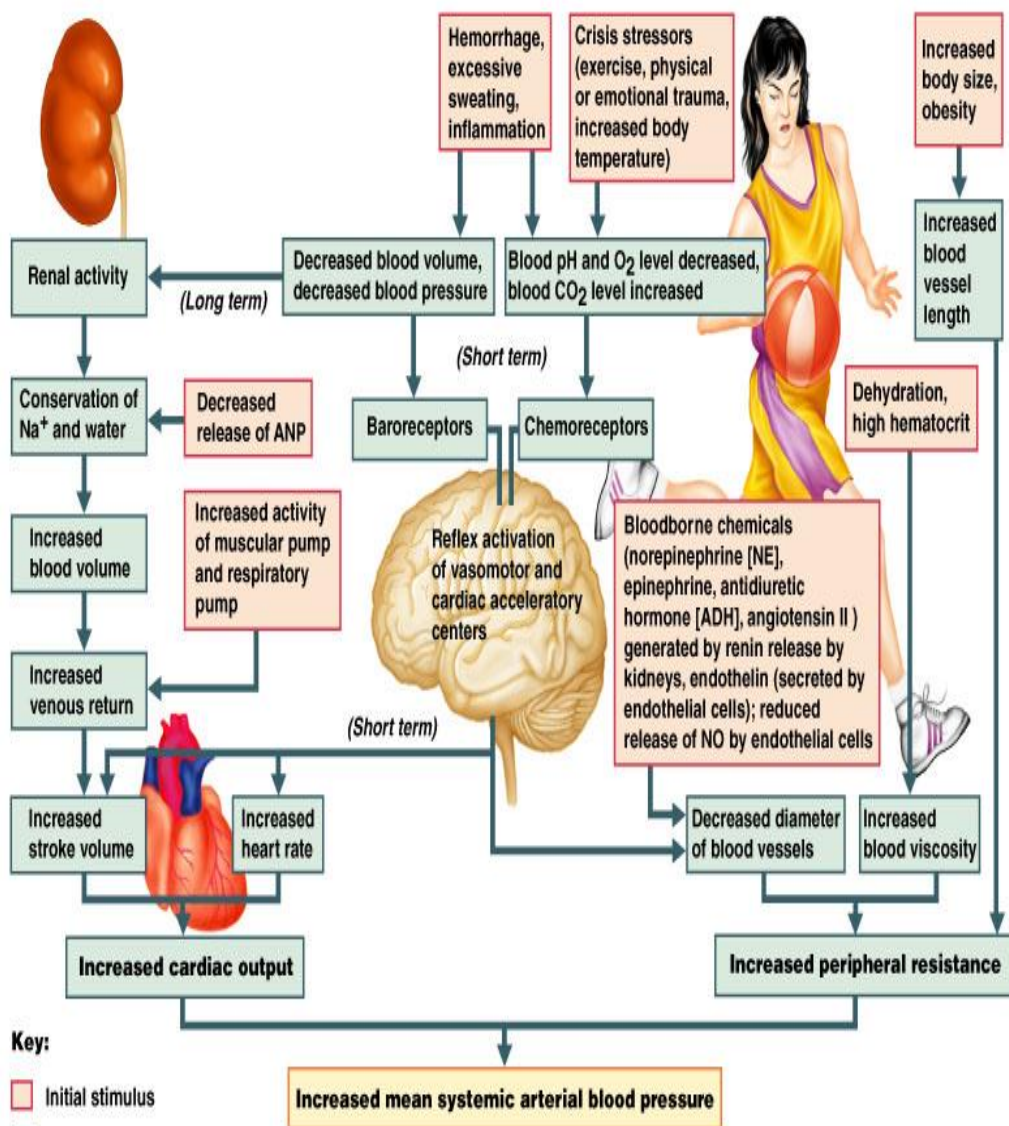 Hemorrhage,
excessive
sweating,
inflammation
Crisis stressors
(exercise, physical
or emotional trauma,
increased body
temperature)
Increased
body size,
obesity
Renal activity
(Long term)
Decreased blood volume,
decreased blood pressure
Blood pH and O2 level decreased,
blood CO2 level increased
Increased
blood
vessel
length
(Short term)
Conservation of
Na+ and water
Decreased
release of ANP
Baroreceptors
Chemoreceptors
Dehydration,
high hematocrit
Increased
blood volume
Increased activity
of muscular pump
and respiratory
pump
Reflex activation
of vasomotor and
cardiac acceleratory
centers
Bloodborne chemicals
(norepinephrine [NE],
epinephrine, antidiuretic
hormone [ADH], angiotensin II )
generated by renin release by
kidneys, endothelin (secreted by
endothelial cells); reduced
release of NO by endothelial cells
Increased
venous return
(Short term)
Increased
stroke volume
Increased
heart rate
Decreased diameter
of blood vessels
Increased
blood viscosity
Increased cardiac output
Increased peripheral resistance
Key:
Initial stimulus
Increased mean systemic arterial blood pressure